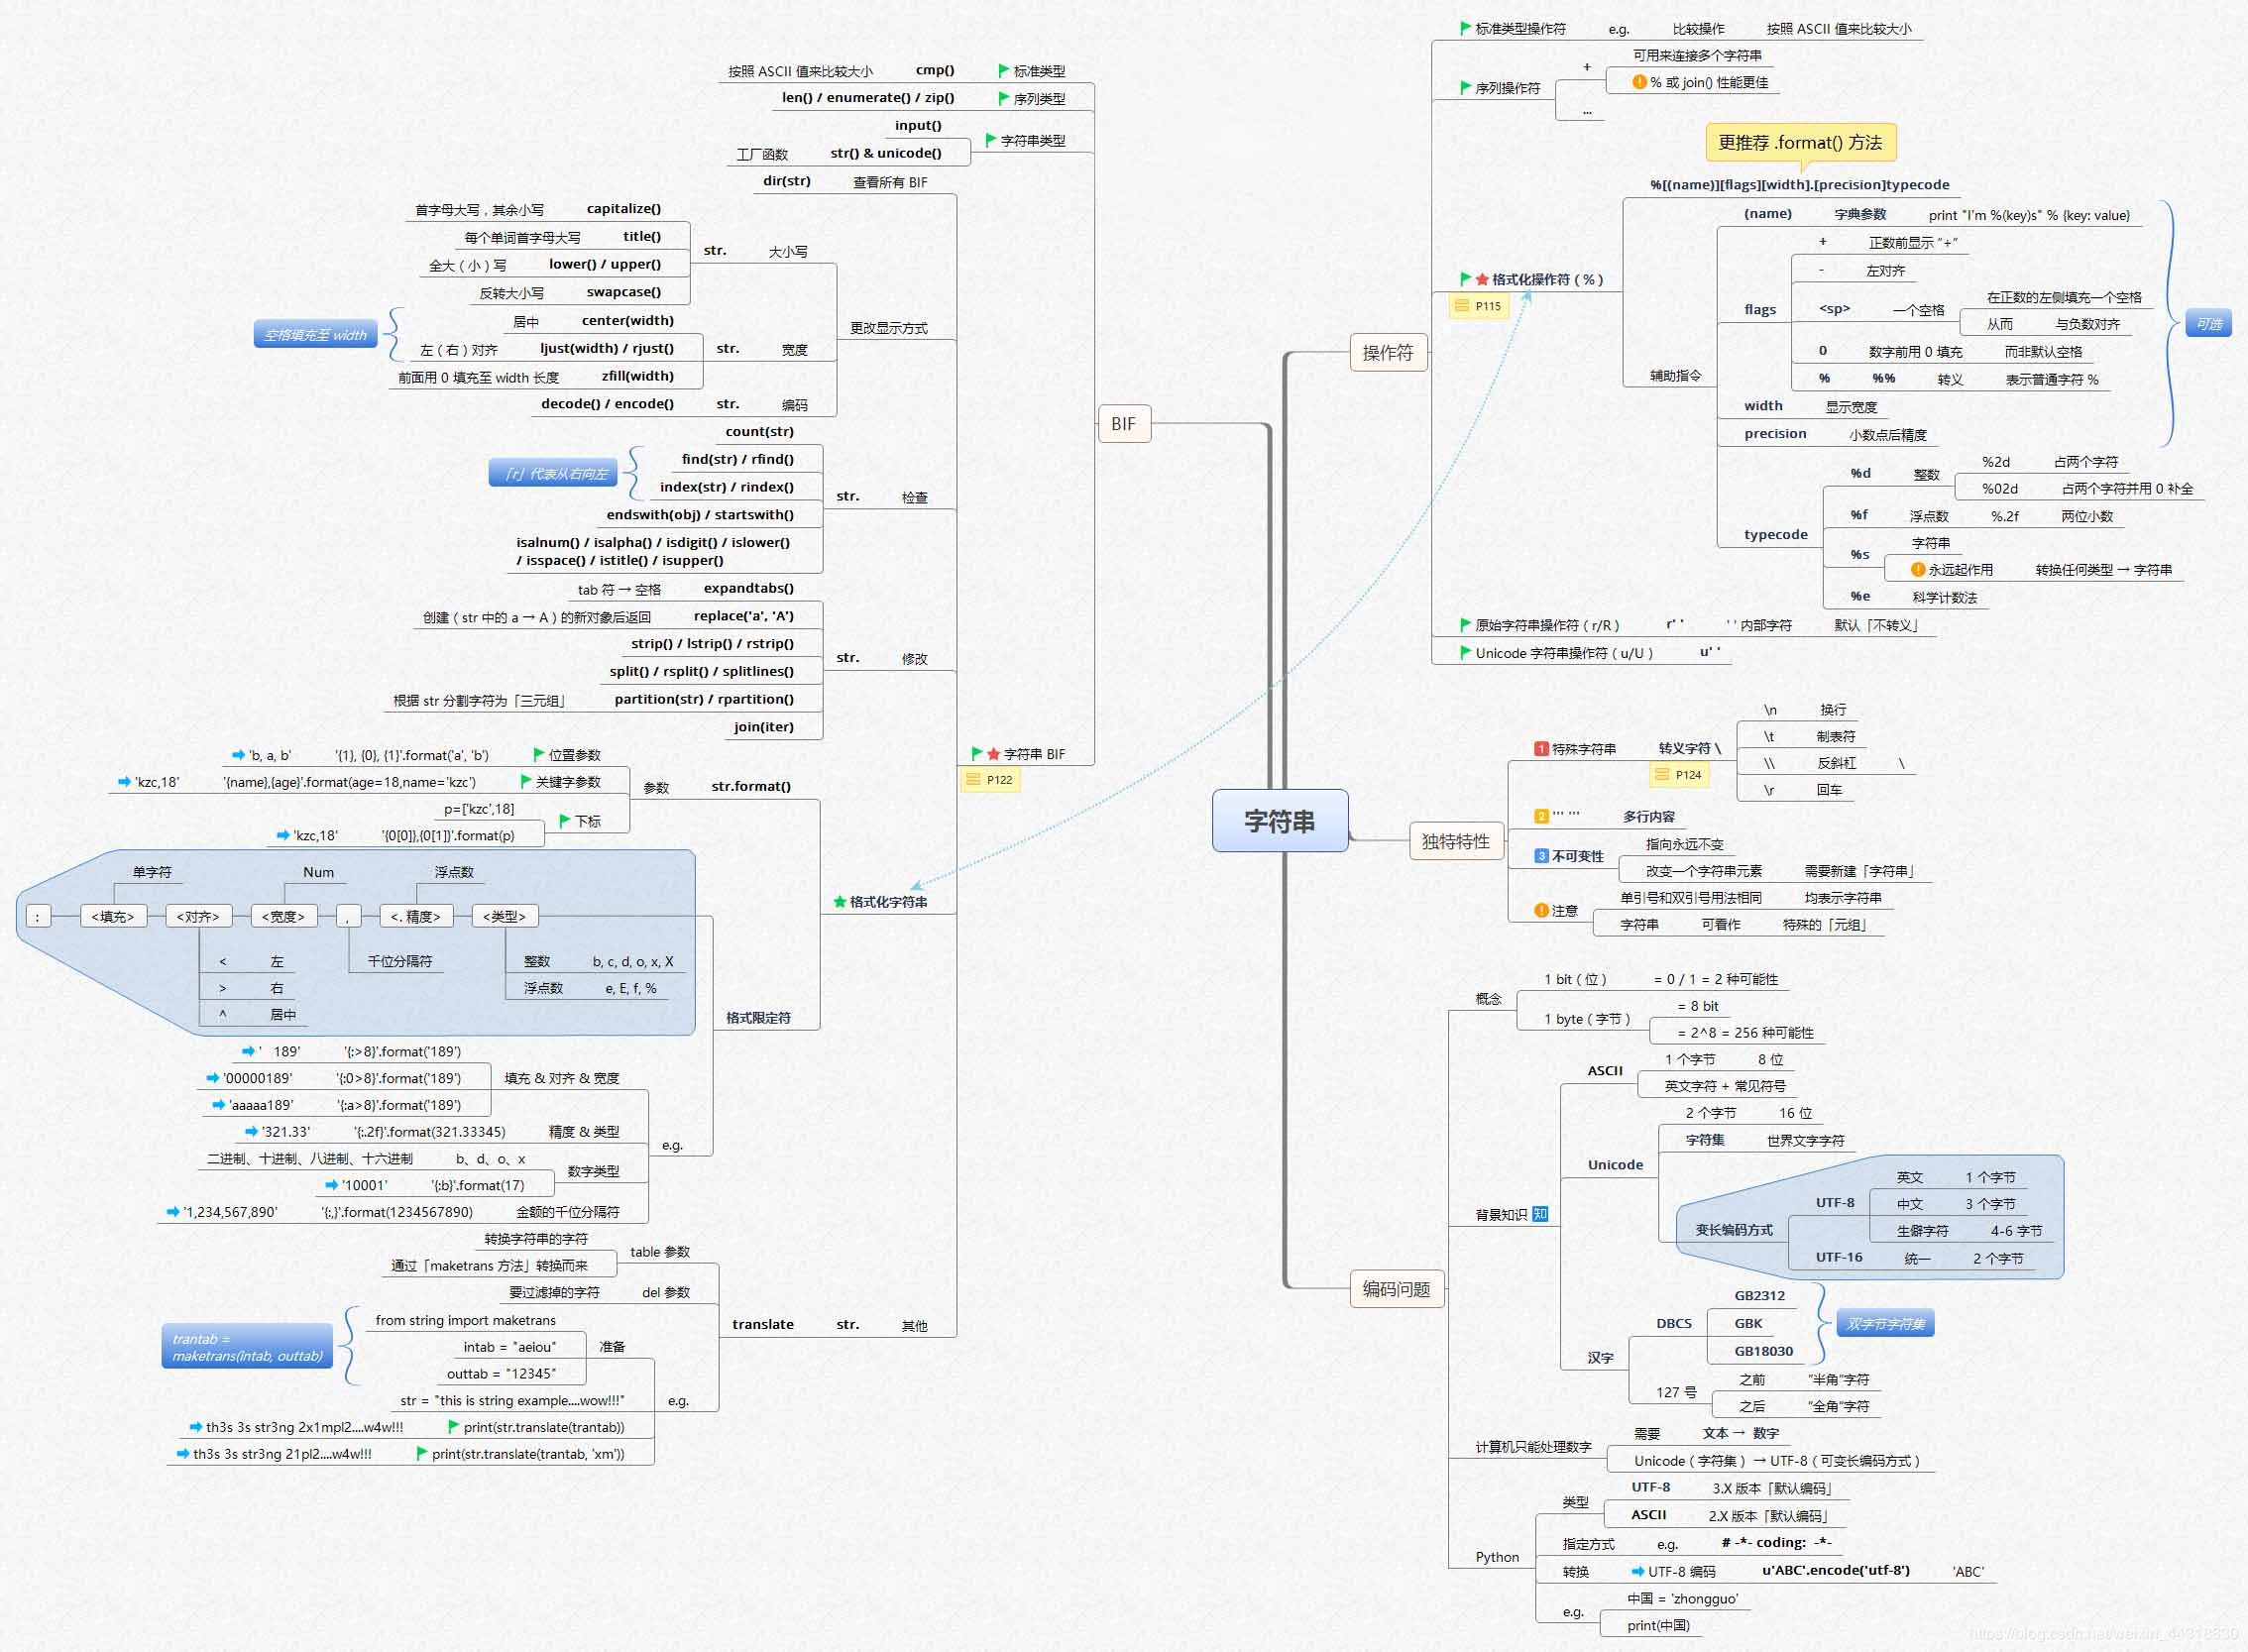 字符串
操作符
标准类型操作符 e.g. 比较操作 按照 ASCII 值来比较大小
序列操作符
+
可用来连接多个字符串
% 或 join() 性能更佳
...
更推荐 .format() 方法
格式化操作符（%）
P115
%[(name)][flags][width].[precision]typecode
辅助指令
(name) 字典参数 print "I'm %(key)s" % {key: value}
flags
+ 正数前显示 "+"
- 左对齐
<sp> 一个空格
在正数的左侧填充一个空格
从而 与负数对齐
0 数字前用 0 填充 而非默认空格
% %% 转义 表示普通字符 %
width 显示宽度
precision 小数点后精度
可选
typecode
%d 整数
%2d 占两个字符
%02d 占两个字符并用 0 补全
%f 浮点数 %.2f 两位小数
%s
字符串
永远起作用 转换任何类型 → 字符串
%e 科学计数法
原始字符串操作符（r/R） r' ' ' ' 内部字符 默认「不转义」
Unicode 字符串操作符（u/U） u' '
独特特性
1 特殊字符串 转义字符 \
P124
\n 换行
\t 制表符
\\ 反斜杠 \
\r 回车
2 ''' ''' 多行内容
3 不可变性
指向永远不变
改变一个字符串元素 需要新建「字符串」
注意
单引号和双引号用法相同 均表示字符串
字符串 可看作 特殊的「元组」
编码问题
概念
1 bit（位） = 0 / 1 = 2 种可能性
1 byte（字节）
= 8 bit
= 2^8 = 256 种可能性
背景知识 知
ASCII
1 个字节 8 位
英文字符 + 常见符号
Unicode
2 个字节 16 位
字符集 世界文字字符
变长编码方式
UTF-8
英文 1 个字节
中文 3 个字节
生僻字符 4-6 字节
UTF-16 统一 2 个字节
汉字
DBCS
GB2312
GBK
GB18030
双字节字符集
127 号
之前 "半角"字符
之后 "全角"字符
计算机只能处理数字
需要 文本 → 数字
Unicode（字符集） → UTF-8（可变长编码方式）
Python
类型
UTF-8 3.X 版本「默认编码」
ASCII 2.X 版本「默认编码」
指定方式 e.g. # -*- coding: -*-
转换 UTF-8 编码 u'ABC'.encode('utf-8') 'ABC'
e.g.
中国 = 'zhongguo'
print(中国)
BIF
按照 ASCII 值来比较大小 cmp() 标准类型
len() / enumerate() / zip() 序列类型
字符串类型
input()
工厂函数 str() & unicode()
字符串 BIF
P122
dir(str) 查看所有 BIF
更改显示方式
str. 大小写
首字母大写，其余小写 capitalize()
每个单词首字母大写 title()
全大（小）写 lower() / upper()
反转大小写 swapcase()
str. 宽度
空格填充至 width
居中 center(width)
左（右）对齐 ljust(width) / rjust()
前面用 0 填充至 width 长度 zfill(width)
decode() / encode() str. 编码
str. 检查
count(str)
「r」代表从右向左
find(str) / rfind()
index(str) / rindex()
endswith(obj) / startswith()
isalnum() / isalpha() / isdigit() / islower()
/ isspace() / istitle() / isupper()
str. 修改
tab 符 → 空格 expandtabs()
创建（str 中的 a → A）的新对象后返回 replace('a', 'A')
strip() / lstrip() / rstrip()
split() / rsplit() / splitlines()
根据 str 分割字符为「三元组」 partition(str) / rpartition()
join(iter)
格式化字符串
str.format()
参数
'b, a, b' '{1}, {0}, {1}'.format('a', 'b') 位置参数
'kzc,18' '{name},{age}'.format(age=18,name='kzc') 关键字参数
下标
p=['kzc',18]
'kzc,18' '{0[0]},{0[1]}'.format(p)
格式限定符
单字符 Num 浮点数
: <填充> <对齐> <宽度> , <. 精度> <类型>
< 左
> 右
^ 居中
千位分隔符
整数 b, c, d, o, x, X
浮点数 e, E, f, %
e.g.
填充 & 对齐 & 宽度
'   189' '{:>8}'.format('189')
'00000189' '{:0>8}'.format('189')
'aaaaa189' '{:a>8}'.format('189')
'321.33' '{:.2f}'.format(321.33345) 精度 & 类型
数字类型
二进制、十进制、八进制、十六进制 b、d、o、x
'10001' '{:b}'.format(17)
'1,234,567,890' '{:,}'.format(1234567890) 金额的千位分隔符
translate str. 其他
table 参数
转换字符串的字符
通过「maketrans 方法」转换而来
要过滤掉的字符 del 参数
e.g.
准备
trantab =
maketrans(intab, outtab)
from string import maketrans
intab = "aeiou"
outtab = "12345"
str = "this is string example....wow!!!"
th3s 3s str3ng 2x1mpl2....w4w!!! print(str.translate(trantab))
th3s 3s str3ng 21pl2....w4w!!! print(str.translate(trantab, 'xm'))
https://blog.csdn.net/weixin_44318830